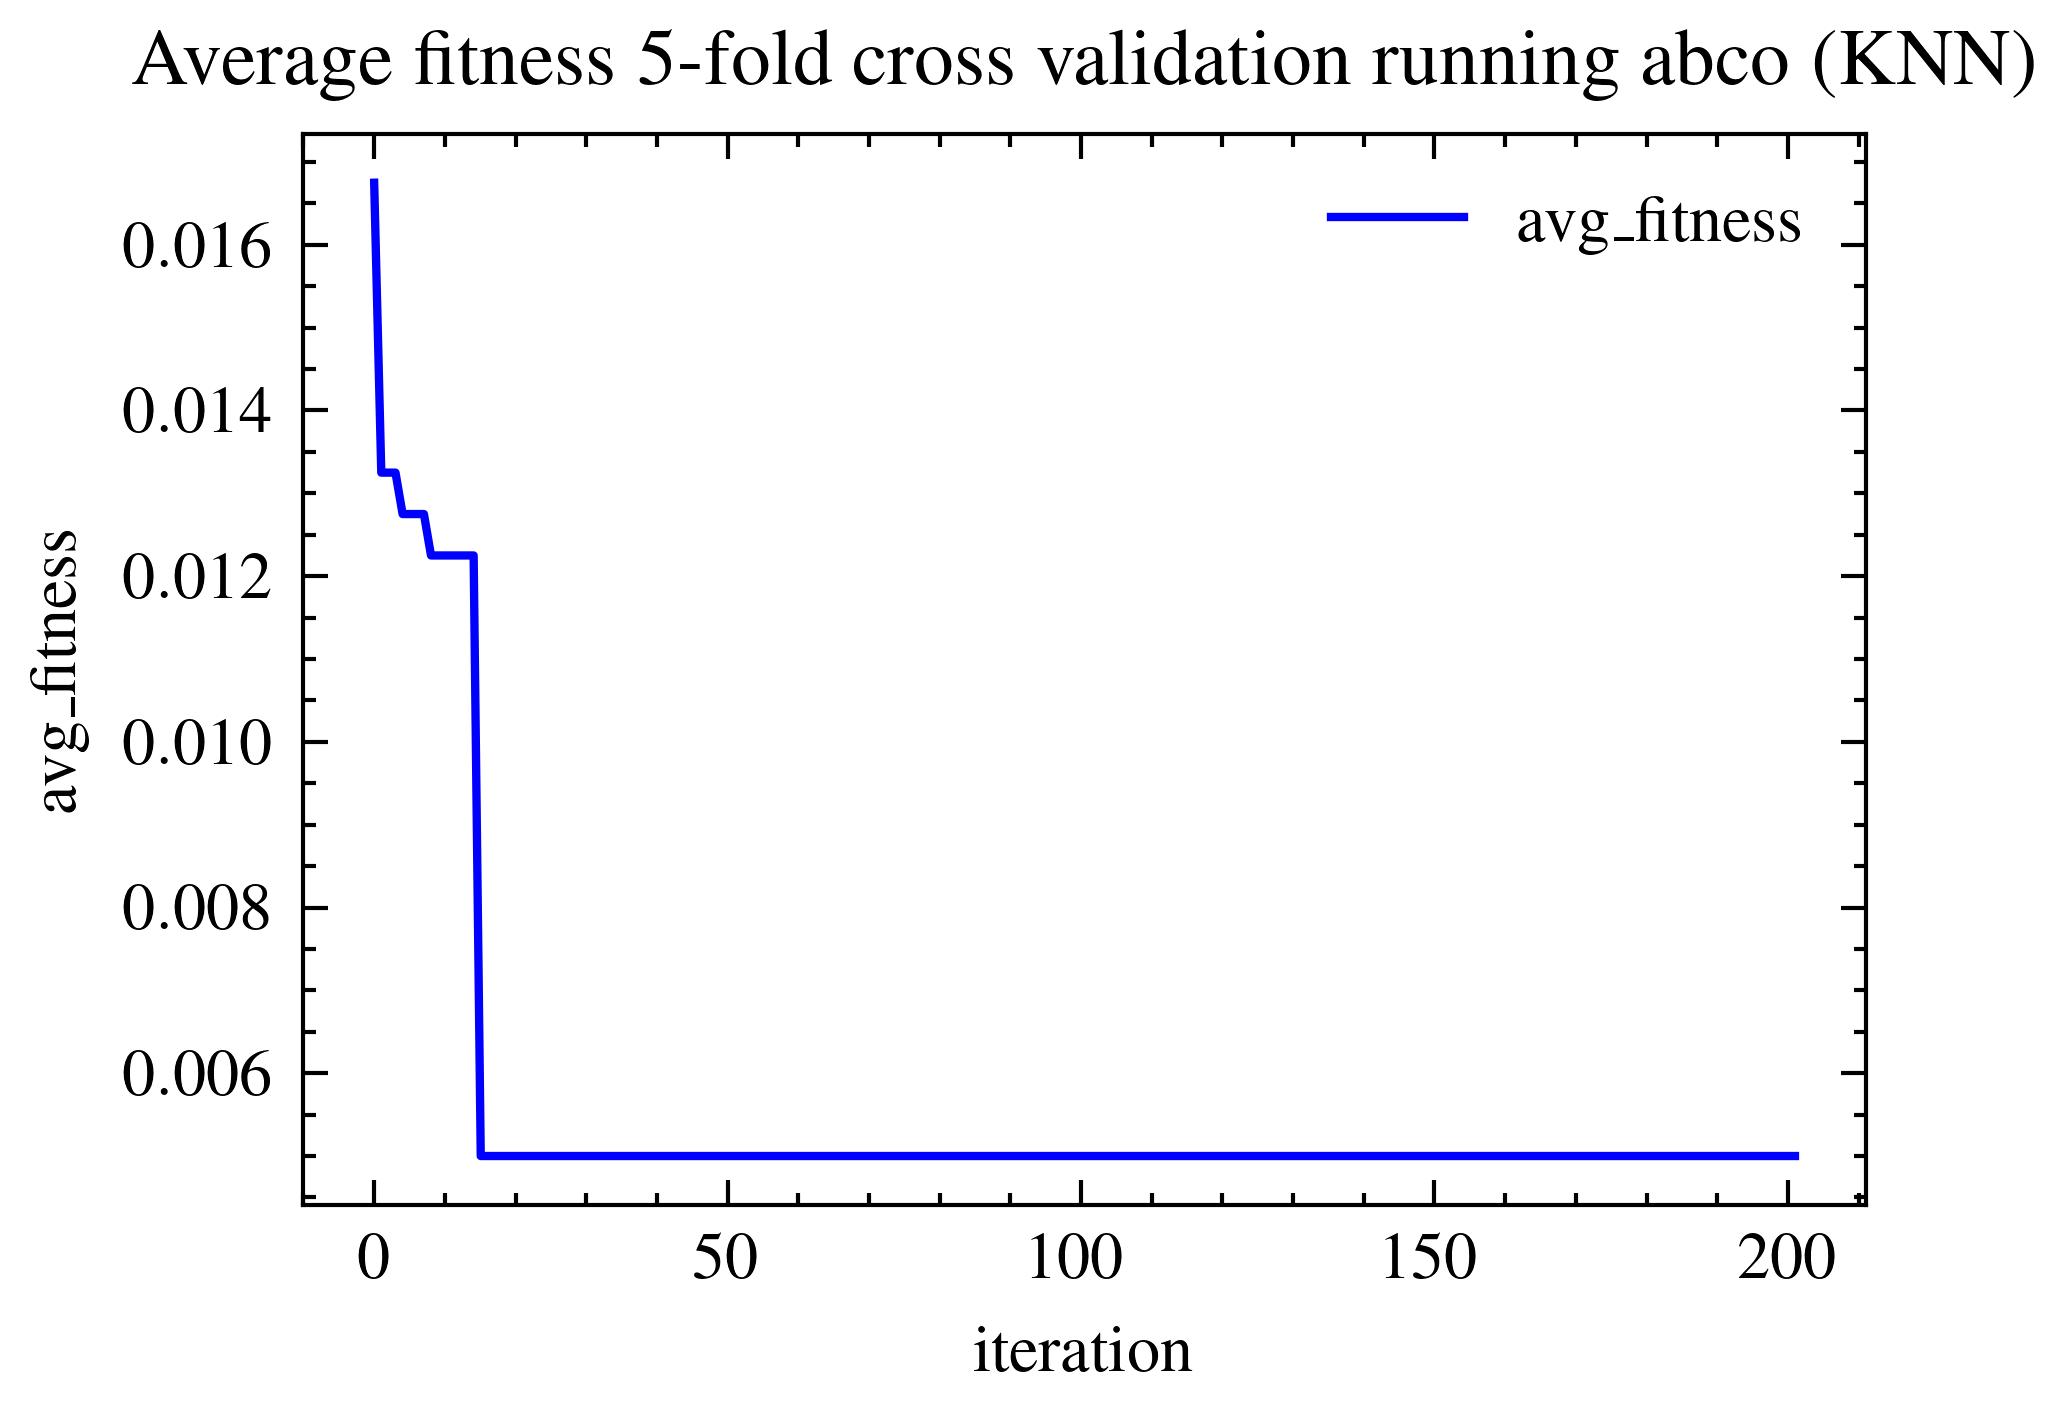 Average fitness 5-fold cross validation running abco (KNN)
avg_fitness
0.016
0.014
0.012
0.010
0.008
0.006
avg_fitness
0 50 100 150 200
iteration